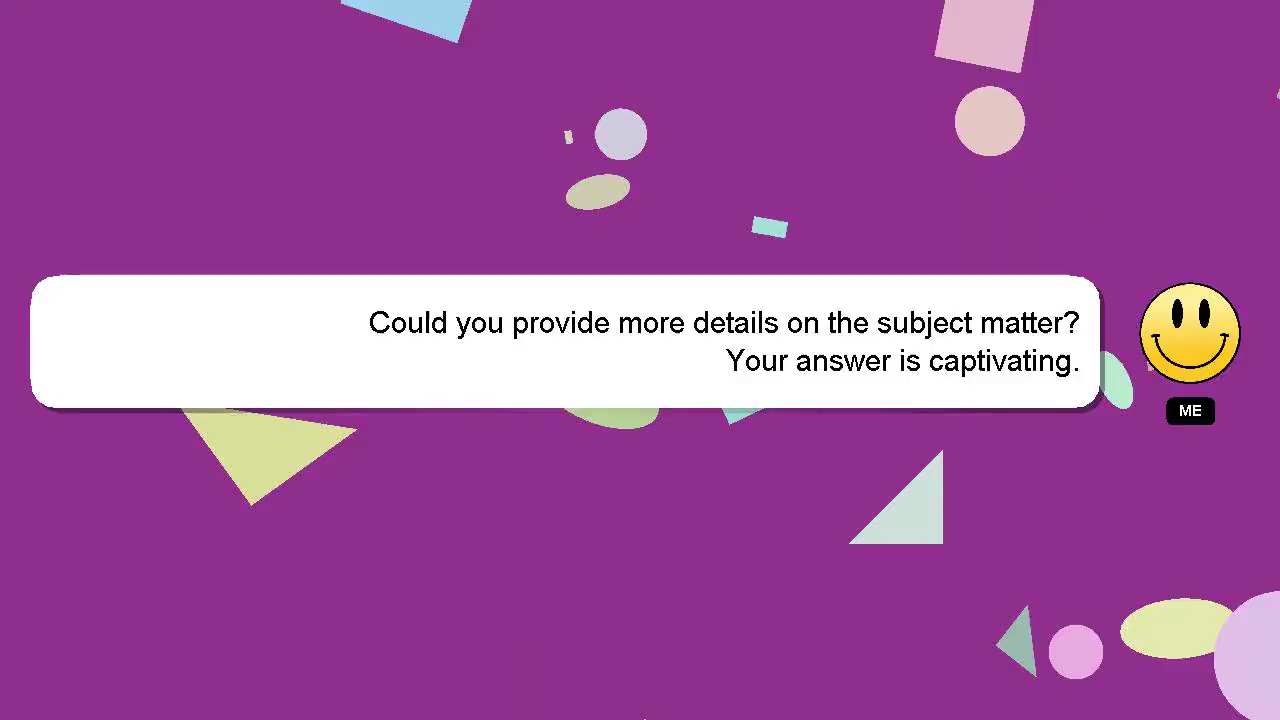 Could you provide more details on the subject matter?
Your answer is captivating.
ME